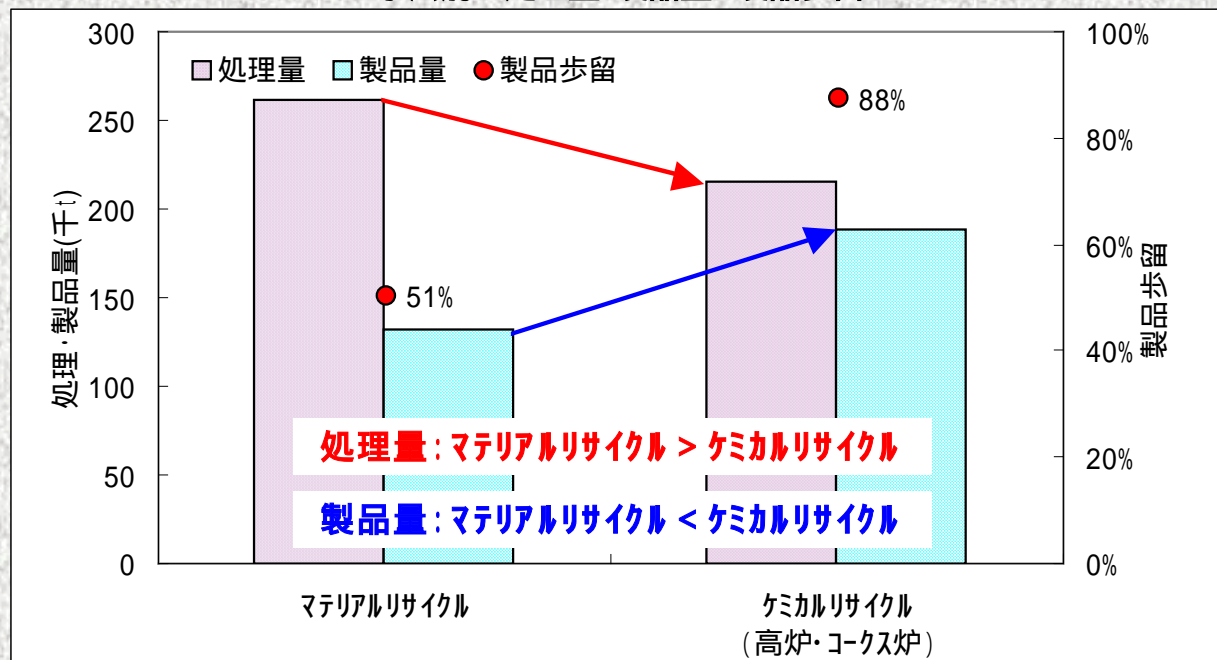 処理量 製品量 製品歩留
300
250
200
150
100
50
0
処理・製品量(千t)
100%
80%
60%
40%
20%
0%
製品歩留
88%
51%
処理量:マテリアルリサイクル > ケミカルリサイクル
製品量:マテリアルリサイクル < ケミカルリサイクル
マテリアルリサイクル
ケミカルリサイクル
(高炉・コークス炉)